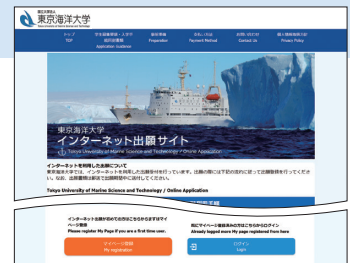 国立大学法人
東京海洋大学
トップ
TOP
学生募集要項・入学考
検討出願書
Application Guidance
事前準備
Preparation
お支払い方法
Payment Method
お問い合わせ
Contact Us
個人情報保護方針
Privacy Policy
東京海洋大学
インターネット出願サイト
Tokyo University of Marine Science and Technology / Online Application
インターネットを利用した出願について
東京海洋大学では、インターネットを利用した出願受付を行っています。出願の際には下記の流れに従って出願登録を行ってくださ
い。なお、出願書類は郵送で出願期間中に送付してください。
Tokyo University of Marine Science and Technology / Online Application
インターネット出願が初めての方はこちらからまずはマイ
ページ登録
Please register My Page if you are a first time user.
マイページ登録
My registration
既にマイページ登録済の方はこちらからログイン
Already logged more My page registered from here
ログイン
Login